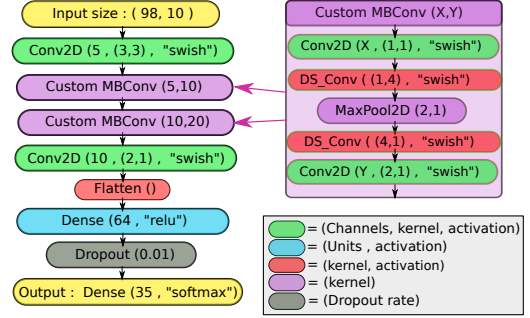 Input size : ( 98, 10 )
Conv2D (5 , (3,3) , "swish")
Custom MBConv (5,10)
Custom MBConv (10,20)
Conv2D (10 , (2,1) , "swish")
Flatten ()
Dense (64 , "relu")
Dropout (0.01)
Output : Dense (35 , "softmax")
Custom MBConv (X,Y)
Conv2D (X , (1,1) , "swish")
DS_Conv ( (1,4) , "swish")
MaxPool2D (2,1)
DS_Conv ( (4,1) , "swish")
Conv2D (Y , (2,1) , "swish")
= (Channels, kernel, activation)
= (Units , activation)
= (kernel, activation)
= (kernel)
= (Dropout rate)